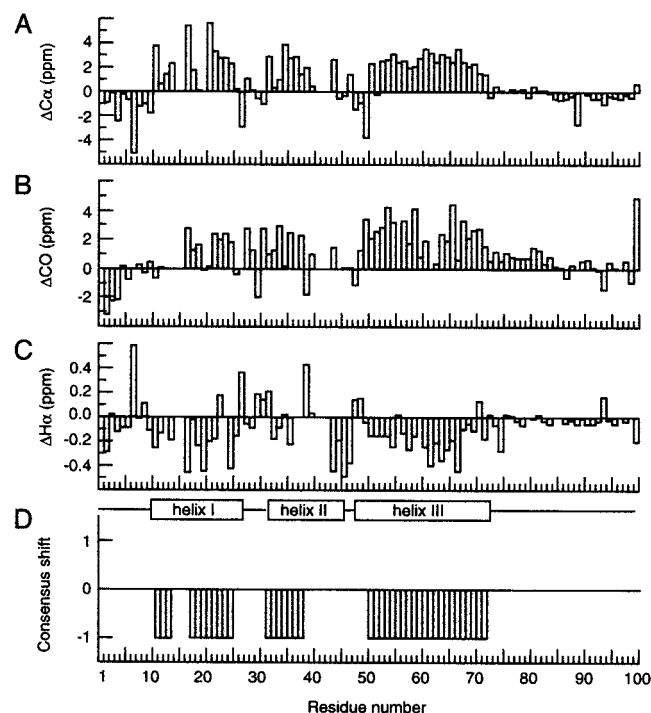 A
ΔCα (ppm)
4
2
0
-2
-4
B
ΔCO (ppm)
4
2
0
-2
C
ΔHα (ppm)
0.4
0.2
0.0
-0.2
-0.4
helix I helix II helix III
D
Consensus shift
1
0
-1
1 10 20 30 40 50 60 70 80 90 100
Residue number